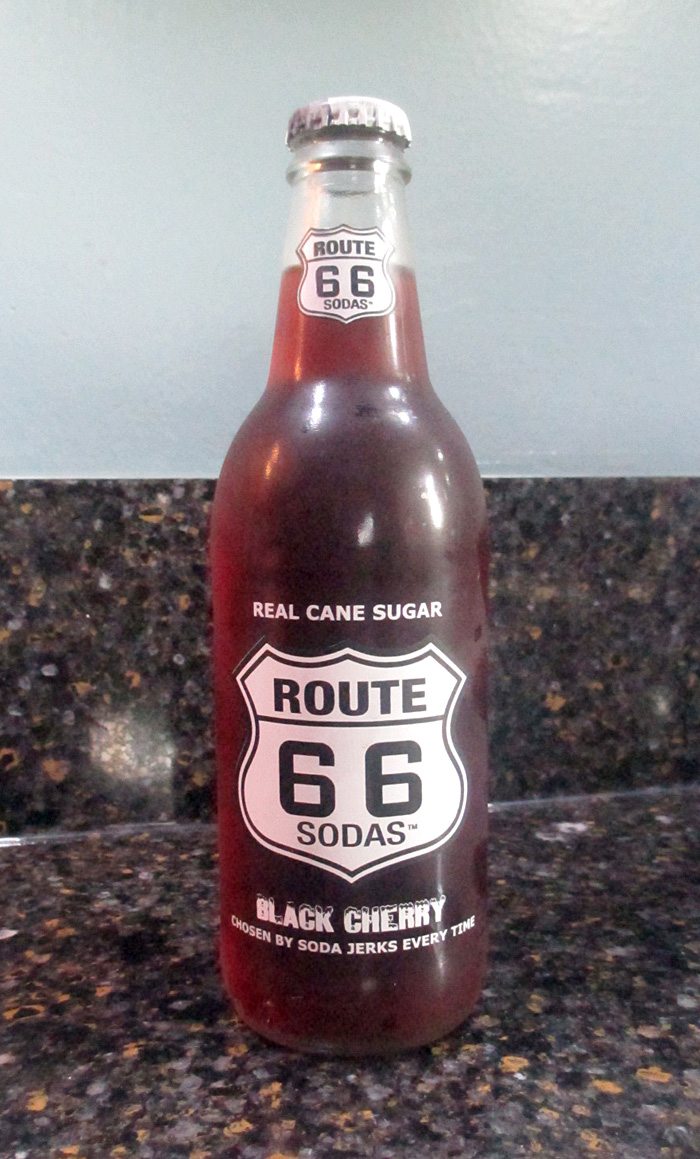 ROUTE
66
SODAS™
REAL CANE SUGAR
ROUTE
66
SODAS™
BLACK CHERRY
CHOSEN BY SODA JERKS EVERY TIME